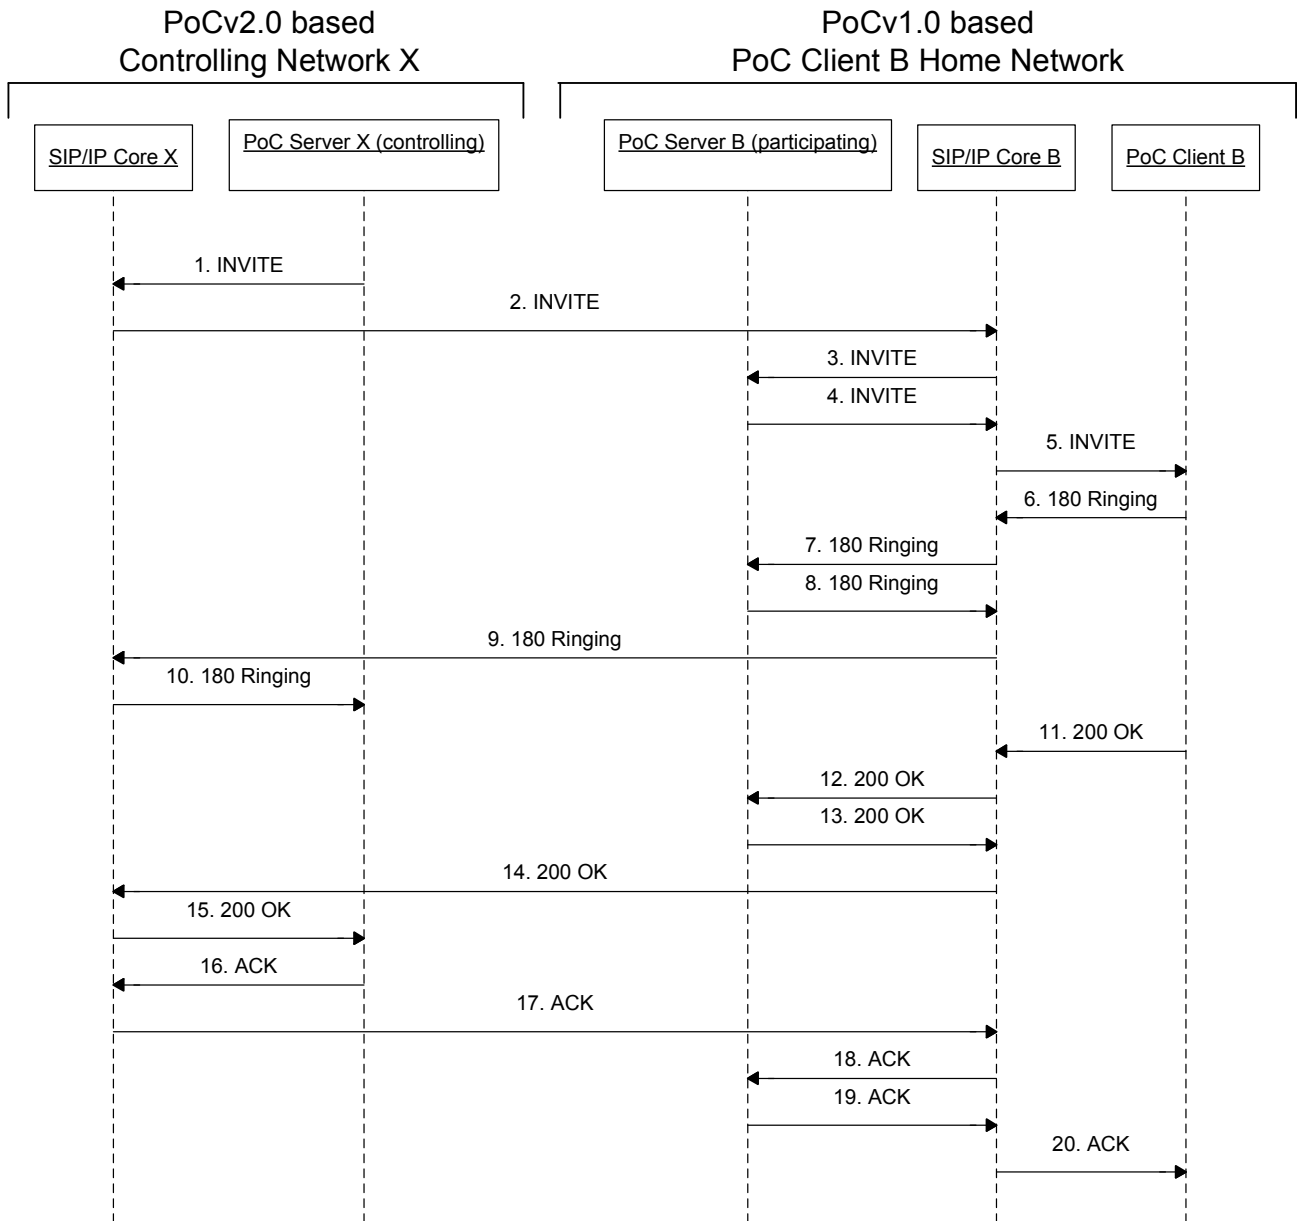 PoCv2.0 based
Controlling Network X
PoCv1.0 based
PoC Client B Home Network
SIP/IP Core X
PoC Server X (controlling)
PoC Server B (participating)
SIP/IP Core B
PoC Client B
1. INVITE
2. INVITE
3. INVITE
4. INVITE
5. INVITE
6. 180 Ringing
7. 180 Ringing
8. 180 Ringing
9. 180 Ringing
10. 180 Ringing
11. 200 OK
12. 200 OK
13. 200 OK
14. 200 OK
15. 200 OK
16. ACK
17. ACK
18. ACK
19. ACK
20. ACK